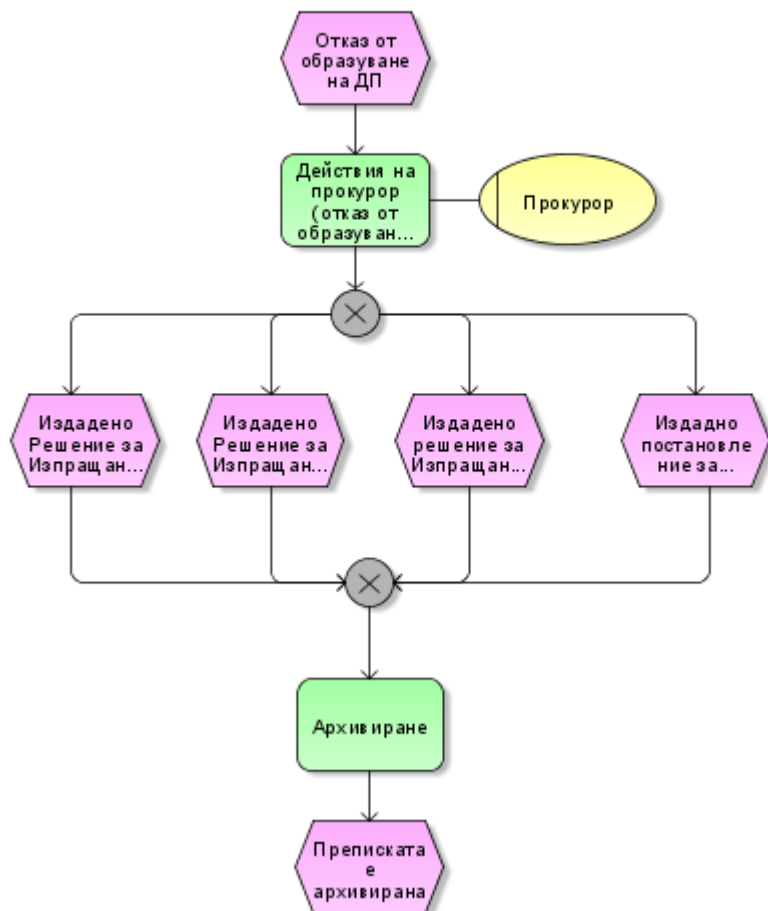 Отказ от
образуване
на ДП
Действия на
прокурор
(отказ от
образуван...
Прокурор
Издадено
Решение за
Изпращан...
Издадено
Решение за
Изпращан...
Издадено
решение за
Изпращан...
Издадно
постановле
ние за...
Архивиране
Преписката
е
архивирана